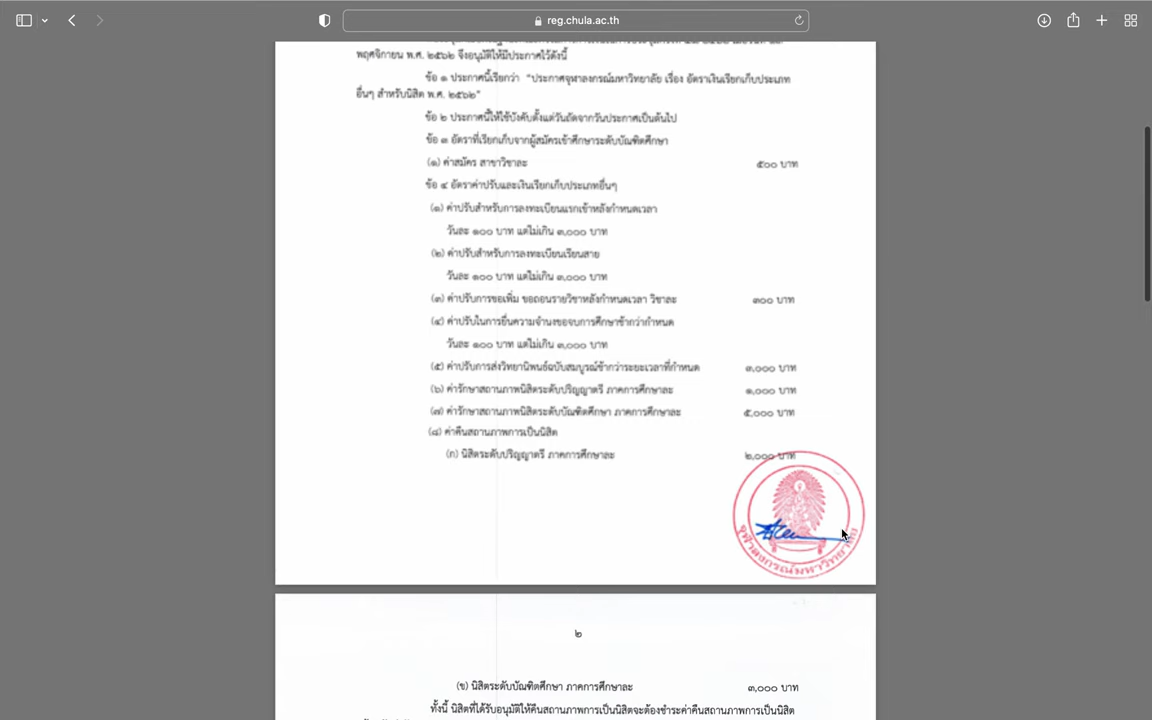 reg.chula.ac.th
พฤศจิกายน พ.ศ. ๒๕๖๒ จึงอนุมัติให้มีประกาศไว้ดังนี้
ข้อ ๑ ประกาศนี้เรียกว่า “ประกาศจุฬาลงกรณ์มหาวิทยาลัย เรื่อง อัตราเงินเรียกเก็บประเภท
อื่นๆ สำหรับนิสิต พ.ศ. ๒๕๖๒”
ข้อ ๒ ประกาศนี้ให้ใช้บังคับตั้งแต่วันถัดจากวันประกาศเป็นต้นไป
ข้อ ๓ อัตราที่เรียกเก็บจากผู้สมัครเข้าศึกษาระดับบัณฑิตศึกษา
(๑) ค่าสมัคร สาขาวิชาละ ๕๐๐ บาท
ข้อ ๔ อัตราค่าปรับและเงินเรียกเก็บประเภทอื่นๆ
(๑) ค่าปรับสำหรับการลงทะเบียนแรกเข้าหลังกำหนดเวลา
วันละ ๑๐๐ บาท แต่ไม่เกิน ๓,๐๐๐ บาท
(๒) ค่าปรับสำหรับการลงทะเบียนเรียนสาย
วันละ ๑๐๐ บาท แต่ไม่เกิน ๓,๐๐๐ บาท
(๓) ค่าปรับการขอเพิ่ม ขอถอนรายวิชาหลังกำหนดเวลา วิชาละ ๓๐๐ บาท
(๔) ค่าปรับในการยื่นความจำนงขอจบการศึกษาช้ากว่ากำหนด
วันละ ๑๐๐ บาท แต่ไม่เกิน ๓,๐๐๐ บาท
(๕) ค่าปรับการส่งวิทยานิพนธ์ฉบับสมบูรณ์ช้ากว่าระยะเวลาที่กำหนด ๓,๐๐๐ บาท
(๖) ค่ารักษาสถานภาพนิสิตระดับปริญญาตรี ภาคการศึกษาละ ๑,๐๐๐ บาท
(๗) ค่ารักษาสถานภาพนิสิตระดับบัณฑิตศึกษา ภาคการศึกษาละ ๕,๐๐๐ บาท
(๘) ค่าคืนสถานภาพการเป็นนิสิต
(ก) นิสิตระดับปริญญาตรี ภาคการศึกษาละ ๒,๐๐๐ บาท
จุฬาลงกรณ์มหาวิทยาลัย
๒
(ข) นิสิตระดับบัณฑิตศึกษา ภาคการศึกษาละ ๓,๐๐๐ บาท
ทั้งนี้ นิสิตที่ได้รับอนุมัติให้คืนสถานภาพการเป็นนิสิตจะต้องชำระค่าคืนสถานภาพการเป็นนิสิต